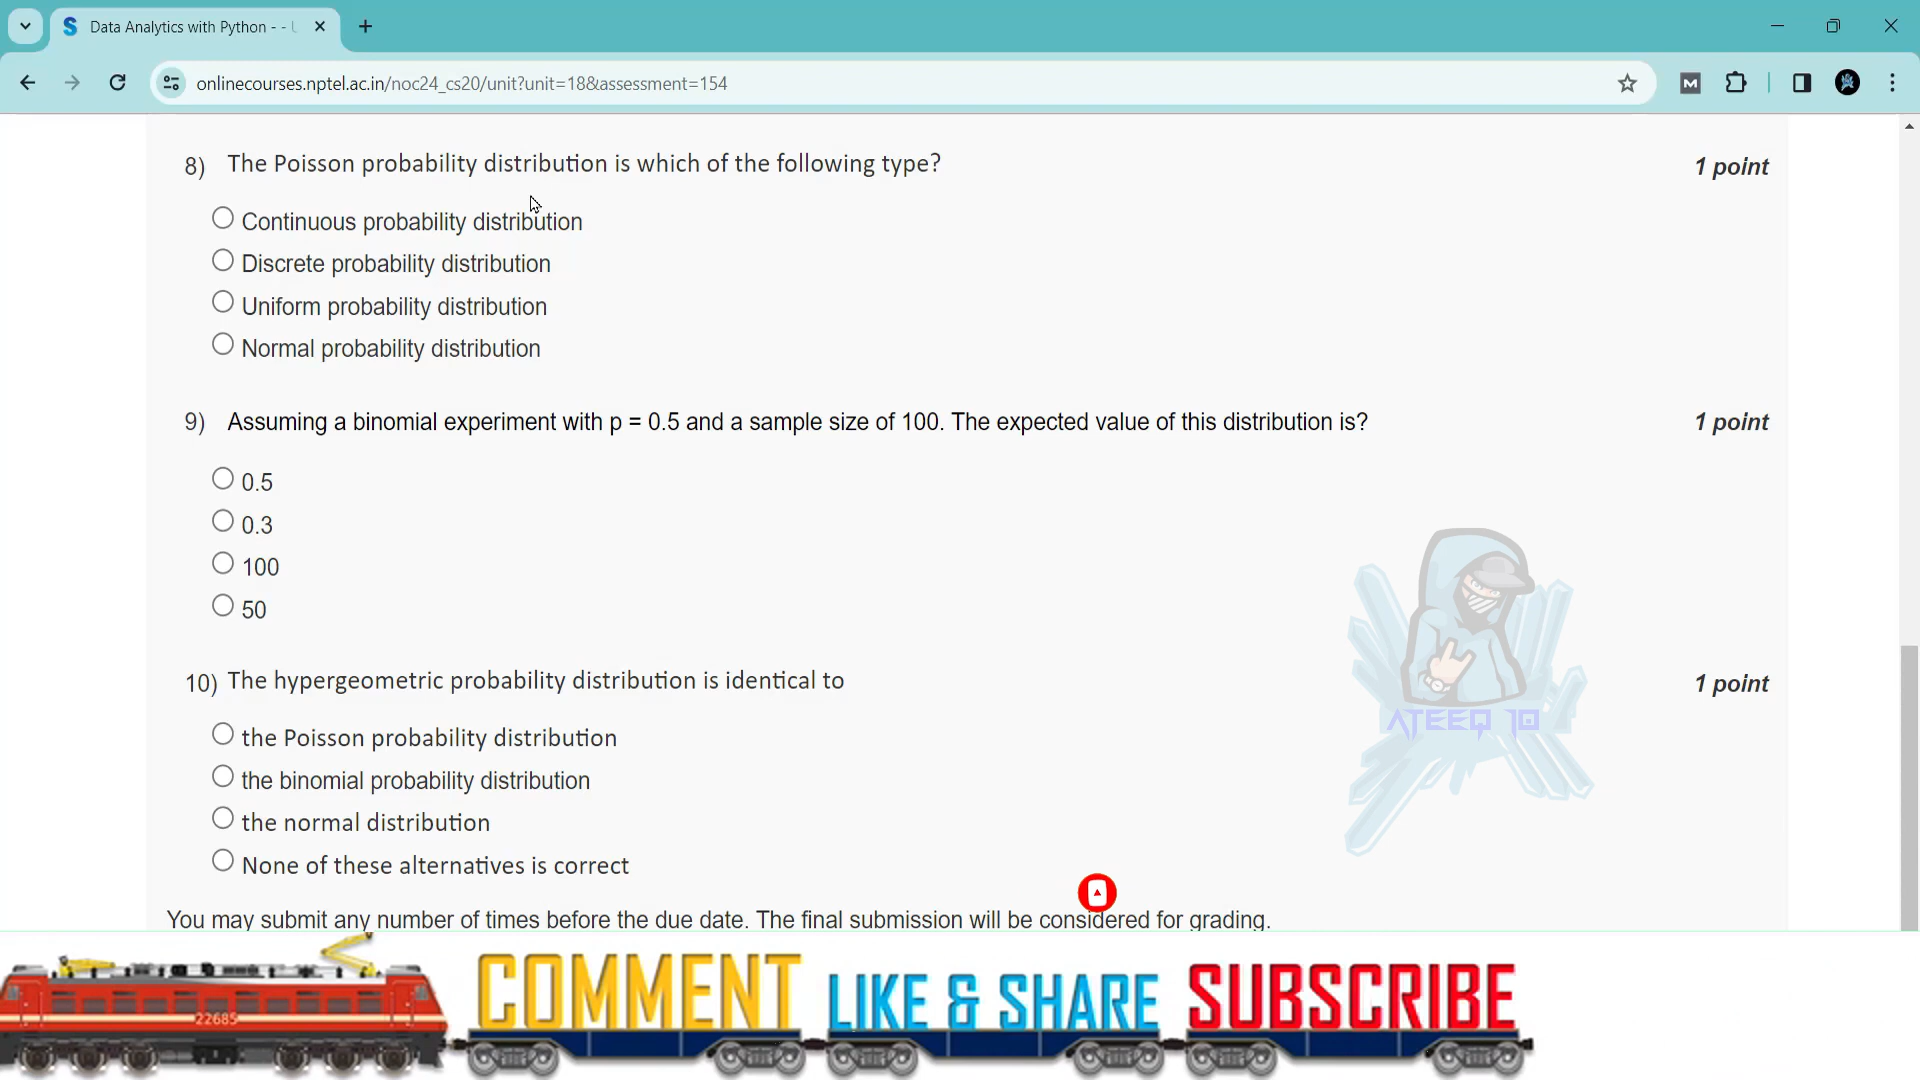 Data Analytics with Python - - U
onlinecourses.nptel.ac.in/noc24_cs20/unit?unit=18&assessment=154
8) The Poisson probability distribution is which of the following type? 1 point
Continuous probability distribution
Discrete probability distribution
Uniform probability distribution
Normal probability distribution
9) Assuming a binomial experiment with p = 0.5 and a sample size of 100. The expected value of this distribution is? 1 point
0.5
0.3
100
50
10) The hypergeometric probability distribution is identical to 1 point
the Poisson probability distribution
the binomial probability distribution
the normal distribution
None of these alternatives is correct
ATEEQ 10
You may submit any number of times before the due date. The final submission will be considered for grading.
22685 COMMENT LIKE & SHARE SUBSCRIBE